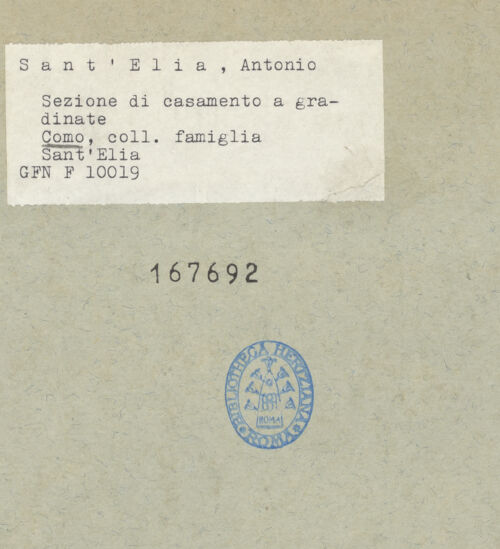 Sant'Elia, Antonio
Sezione di casamento a gra-
dinate
Como, coll. famiglia
Sant'Elia
GFN F 10019
167692
BIBLIOTHECA HERTZIANA
ROMA
ROMA